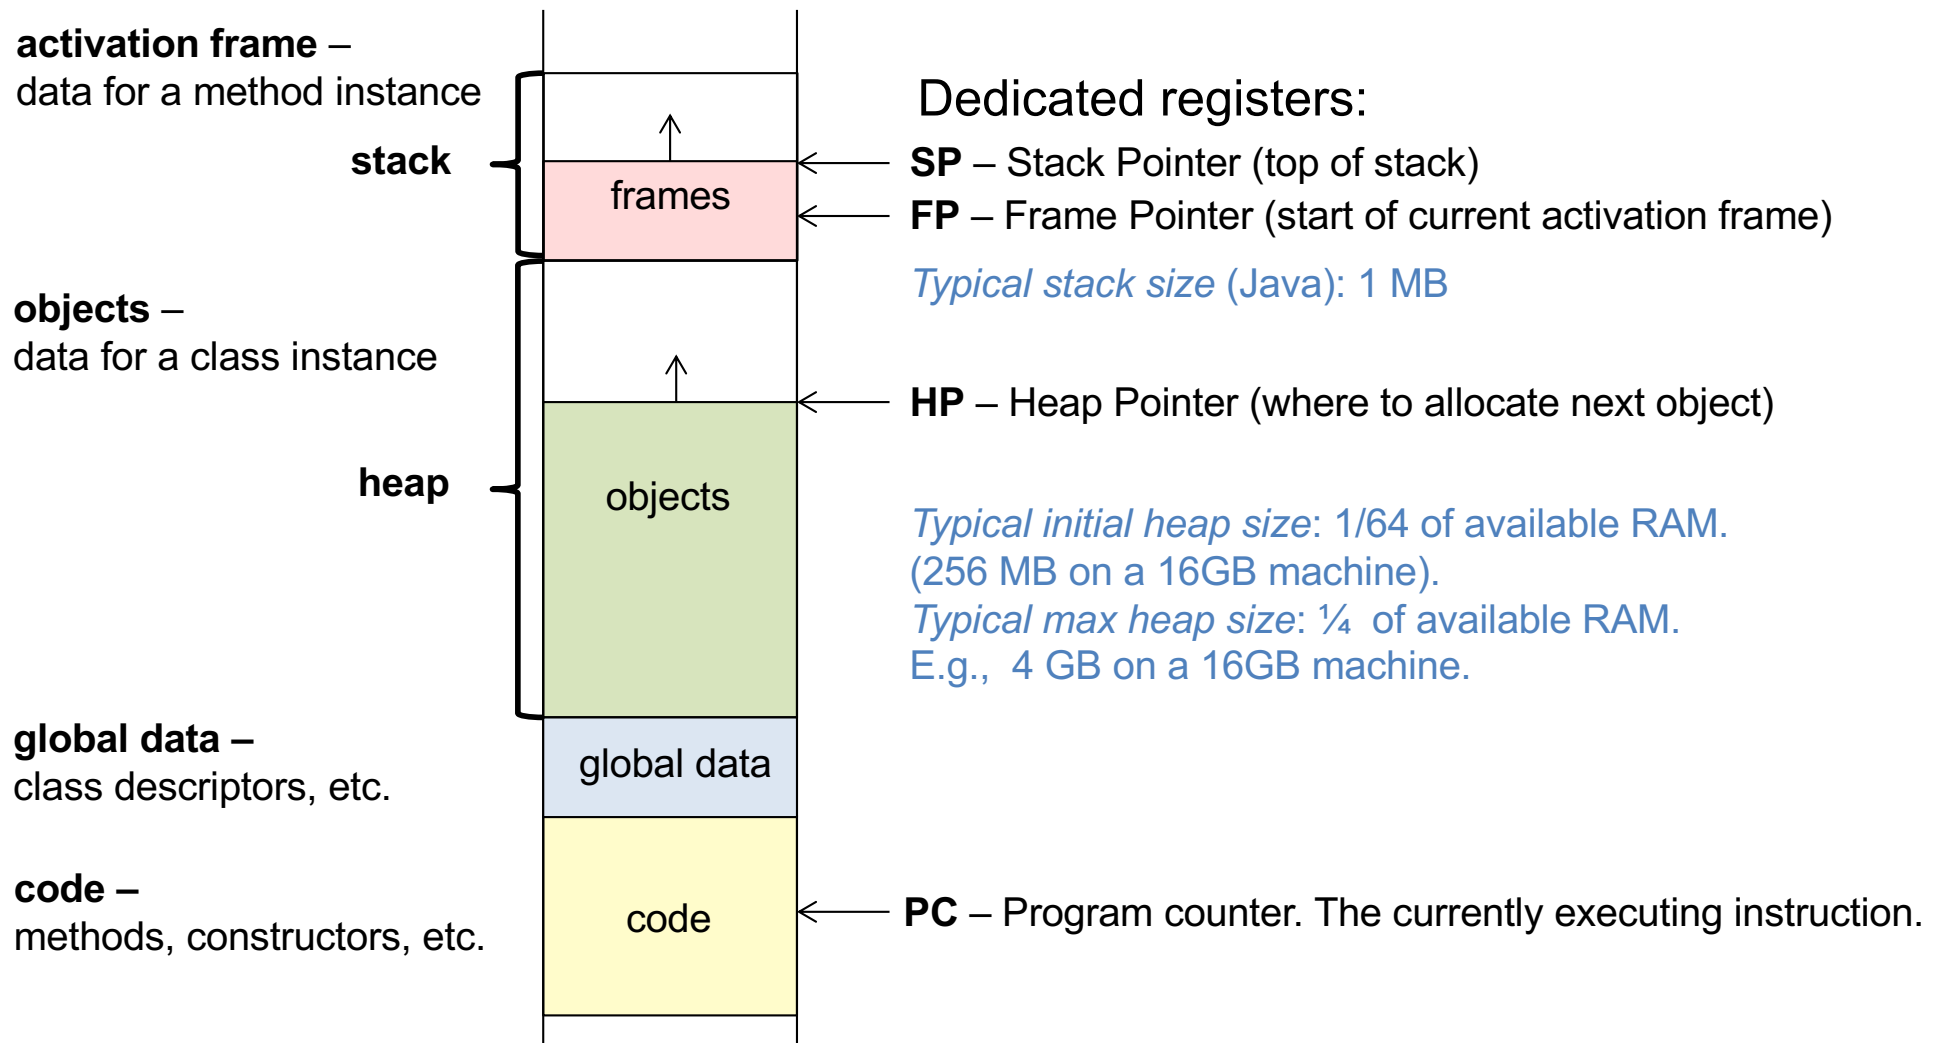 activation frame –
data for a method instance
stack
objects –
data for a class instance
heap
global data –
class descriptors, etc.
code –
methods, constructors, etc.
frames
objects
global data
code
Dedicated registers:
SP – Stack Pointer (top of stack)
FP – Frame Pointer (start of current activation frame)
Typical stack size (Java): 1 MB
HP – Heap Pointer (where to allocate next object)
Typical initial heap size: 1/64 of available RAM.
(256 MB on a 16GB machine).
Typical max heap size: ¼  of available RAM.
E.g.,  4 GB on a 16GB machine.
PC – Program counter. The currently executing instruction.